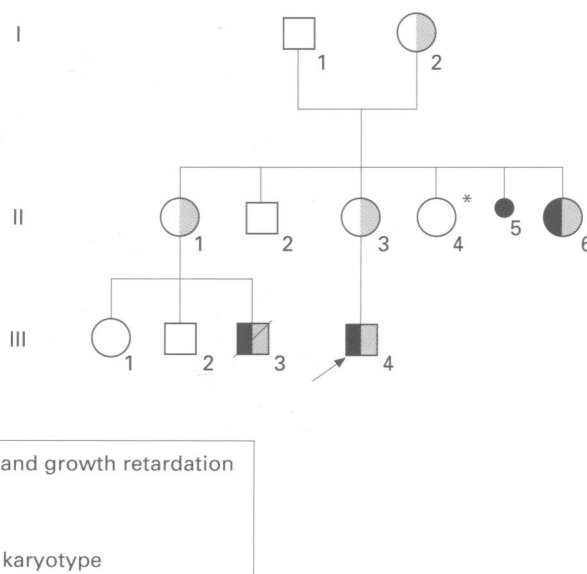 I
1 2
II
1 2 3 4 * 5 6
III
1 2 3 4
and growth retardation
karyotype